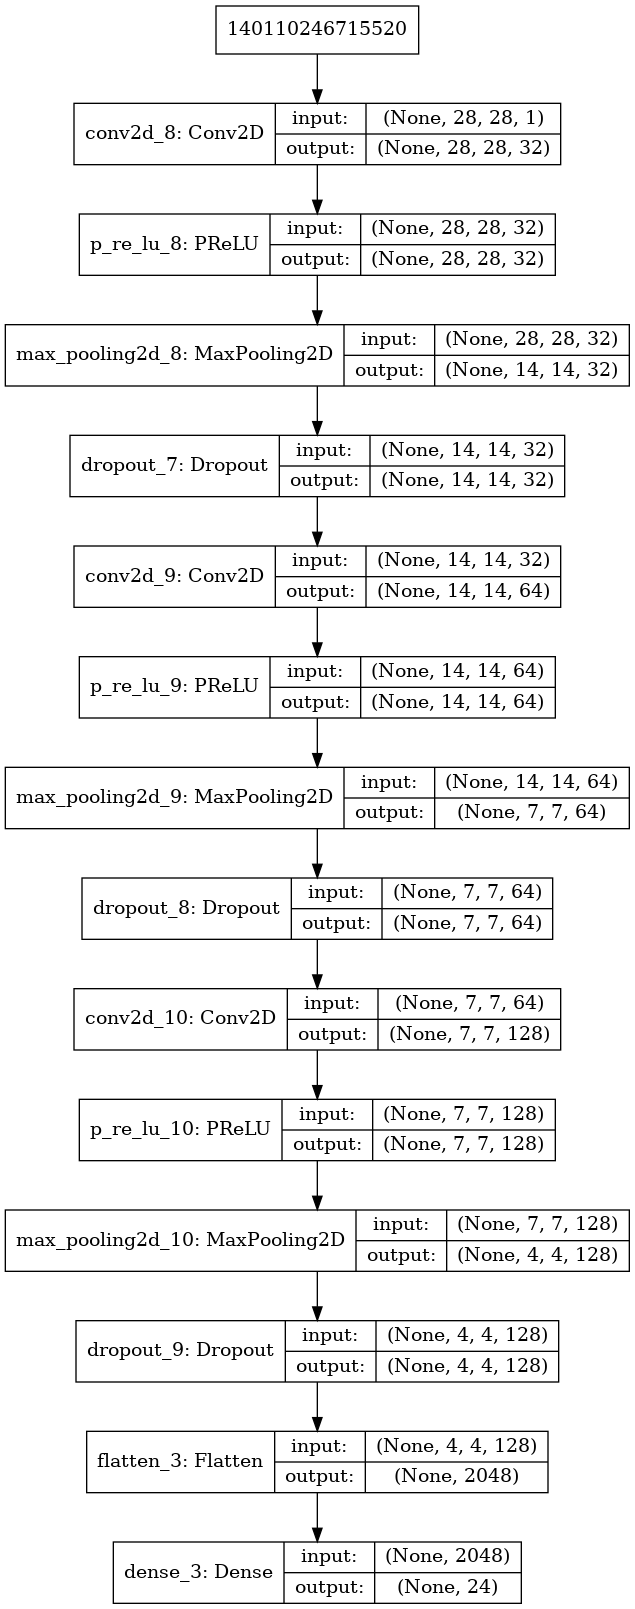 140110246715520
conv2d_8: Conv2D
input:
(None, 28, 28, 1)
output:
(None, 28, 28, 32)
p_re_lu_8: PReLU
input:
(None, 28, 28, 32)
output:
(None, 28, 28, 32)
max_pooling2d_8: MaxPooling2D
input:
(None, 28, 28, 32)
output:
(None, 14, 14, 32)
dropout_7: Dropout
input:
(None, 14, 14, 32)
output:
(None, 14, 14, 32)
conv2d_9: Conv2D
input:
(None, 14, 14, 32)
output:
(None, 14, 14, 64)
p_re_lu_9: PReLU
input:
(None, 14, 14, 64)
output:
(None, 14, 14, 64)
max_pooling2d_9: MaxPooling2D
input:
(None, 14, 14, 64)
output:
(None, 7, 7, 64)
dropout_8: Dropout
input:
(None, 7, 7, 64)
output:
(None, 7, 7, 64)
conv2d_10: Conv2D
input:
(None, 7, 7, 64)
output:
(None, 7, 7, 128)
p_re_lu_10: PReLU
input:
(None, 7, 7, 128)
output:
(None, 7, 7, 128)
max_pooling2d_10: MaxPooling2D
input:
(None, 7, 7, 128)
output:
(None, 4, 4, 128)
dropout_9: Dropout
input:
(None, 4, 4, 128)
output:
(None, 4, 4, 128)
flatten_3: Flatten
input:
(None, 4, 4, 128)
output:
(None, 2048)
dense_3: Dense
input:
(None, 2048)
output:
(None, 24)